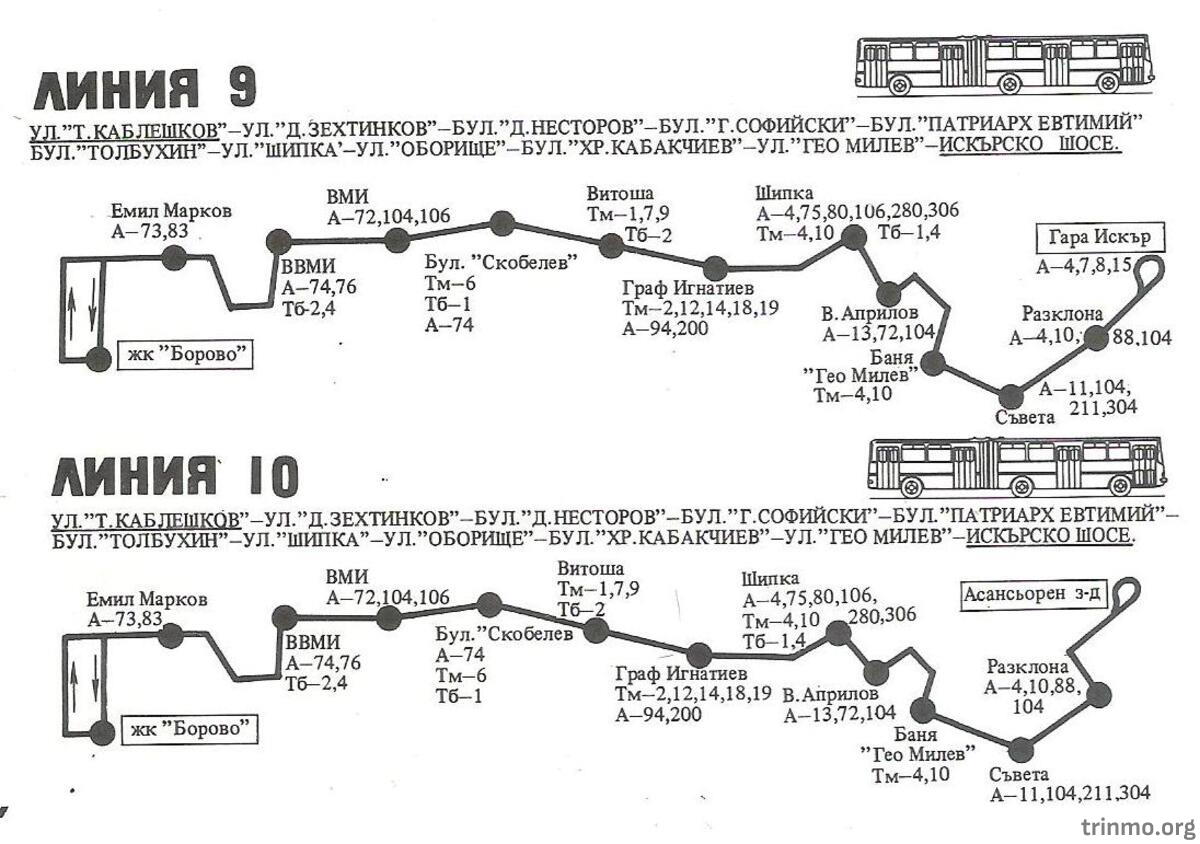 ЛИНИЯ 9
УЛ."Т.КАБЛЕШКОВ"–УЛ."Д.ЗЕХТИНКОВ"–БУЛ."Д.НЕСТОРОВ"–БУЛ."Г.СОФИЙСКИ"–БУЛ."ПАТРИАРХ ЕВТИМИЙ"
БУЛ."ТОЛБУХИН"–УЛ."ШИПКА'–УЛ."ОБОРИЩЕ"–БУЛ."ХР.КАБАКЧИЕВ"–УЛ."ГЕО МИЛЕВ"–ИСКЪРСКО ШОСЕ.
жк "Борово"
Емил Марков
А–73,83
ВВМИ
А–74,76
Тб-2,4
ВМИ
А–72,104,106
Бул. "Скобелев"
Тм–6
Тб–1
А–74
Витоша
Тм–1,7,9
Тб–2
Граф Игнатиев
Тм–2,12,14,18,19
А–94,200
Шипка
А–4,75,80,106,280,306
Тм–4,10
Тб–1,4
В.Априлов
А–13,72,104
Баня
"Гео Милев"
Тм–4,10
Съвета
А–11,104,
211,304
Разклона
А–4,10,
88,104
Гара Искър
А–4,7,8,15
ЛИНИЯ 10
УЛ."Т.КАБЛЕШКОВ"–УЛ."Д.ЗЕХТИНКОВ"–БУЛ."Д.НЕСТОРОВ"–БУЛ."Г.СОФИЙСКИ"–БУЛ."ПАТРИАРХ ЕВТИМИЙ"–
БУЛ."ТОЛБУХИН"–УЛ."ШИПКА"–УЛ."ОБОРИЩЕ"–БУЛ."ХР.КАБАКЧИЕВ"–УЛ."ГЕО МИЛЕВ"–ИСКЪРСКО ШОСЕ.
жк "Борово"
Емил Марков
А–73,83
ВВМИ
А–74,76
Тб–2,4
ВМИ
А–72,104,106
Бул."Скобелев
А–74
Тм–6
Тб–1
Витоша
Тм–1,7,9
Тб–2
Граф Игнатиев
Тм–2,12,14,18,19
А–94,200
Шипка
А–4,75,80,106,
280,306
Тм–4,10
Тб–1,4
В.Априлов
А–13,72,104
Баня
"Гео Милев"
Тм–4,10
Съвета
А–11,104,211,304
Разклона
А–4,10,88,
104
Асансьорен з-д
trinmo.org